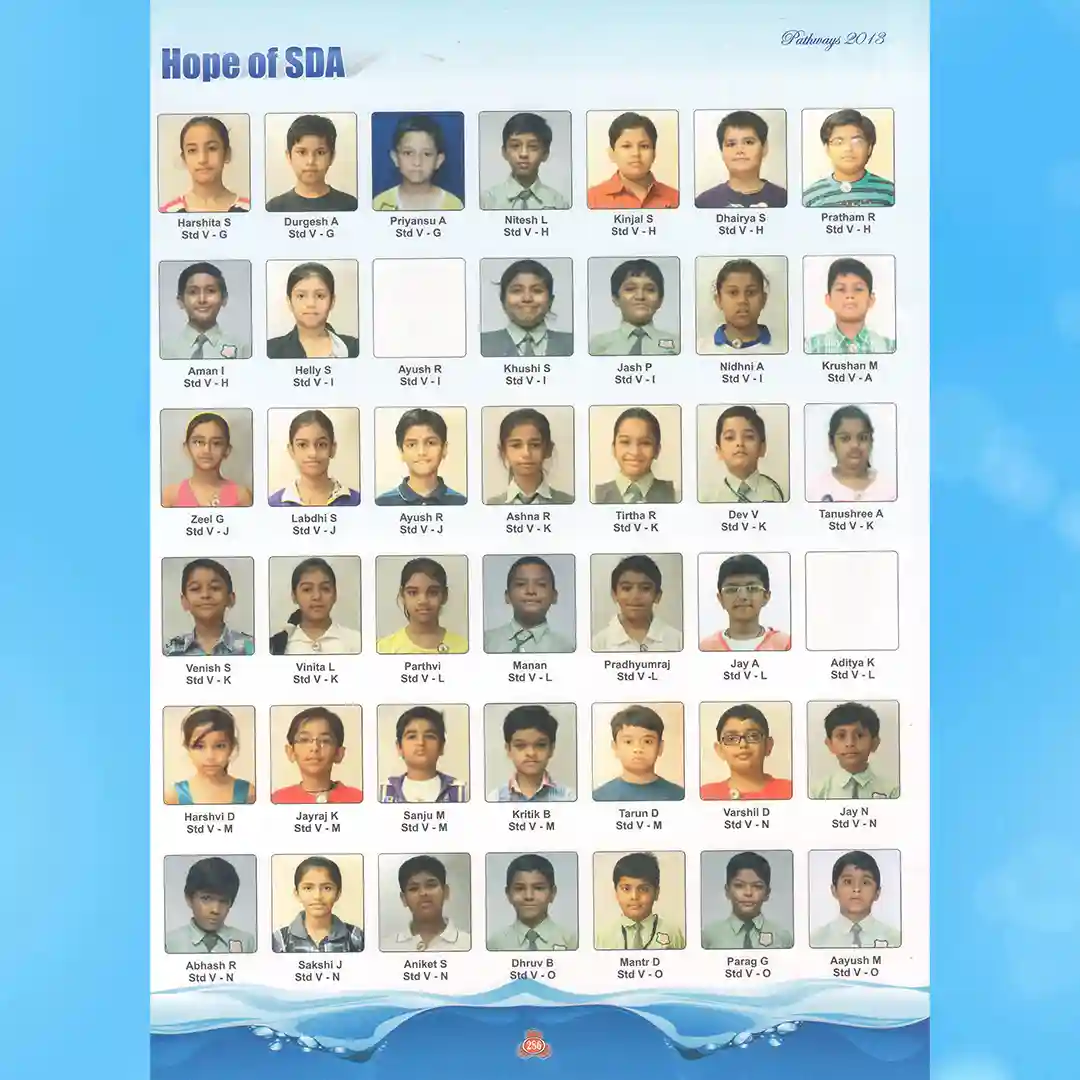 Pathways 2013
Hope of SDA
Harshita S
Std V - G
Durgesh A
Std V - G
Priyansu A
Std V - G
Nitesh L
Std V - H
Kinjal S
Std V - H
Dhairya S
Std V - H
Pratham R
Std V - H
Aman I
Std V - H
Helly S
Std V - I
Ayush R
Std V - I
Khushi S
Std V - I
Jash P
Std V - I
Nidhni A
Std V - I
Krushan M
Std V - A
Zeel G
Std V - J
Labdhi S
Std V - J
Ayush R
Std V - J
Ashna R
Std V - K
Tirtha R
Std V - K
Dev V
Std V - K
Tanushree A
Std V - K
Venish S
Std V - K
Vinita L
Std V - K
Parthvi
Std V - L
Manan
Std V - L
Pradhyumraj
Std V -L
Jay A
Std V - L
Aditya K
Std V - L
Harshvi D
Std V - M
Jayraj K
Std V - M
Sanju M
Std V - M
Kritik B
Std V - M
Tarun D
Std V - M
Varshil D
Std V - N
Jay N
Std V - N
Abhash R
Std V - N
Sakshi J
Std V - N
Aniket S
Std V - N
Dhruv B
Std V - O
Mantr D
Std V - O
Parag G
Std V - O
Aayush M
Std V - O
286